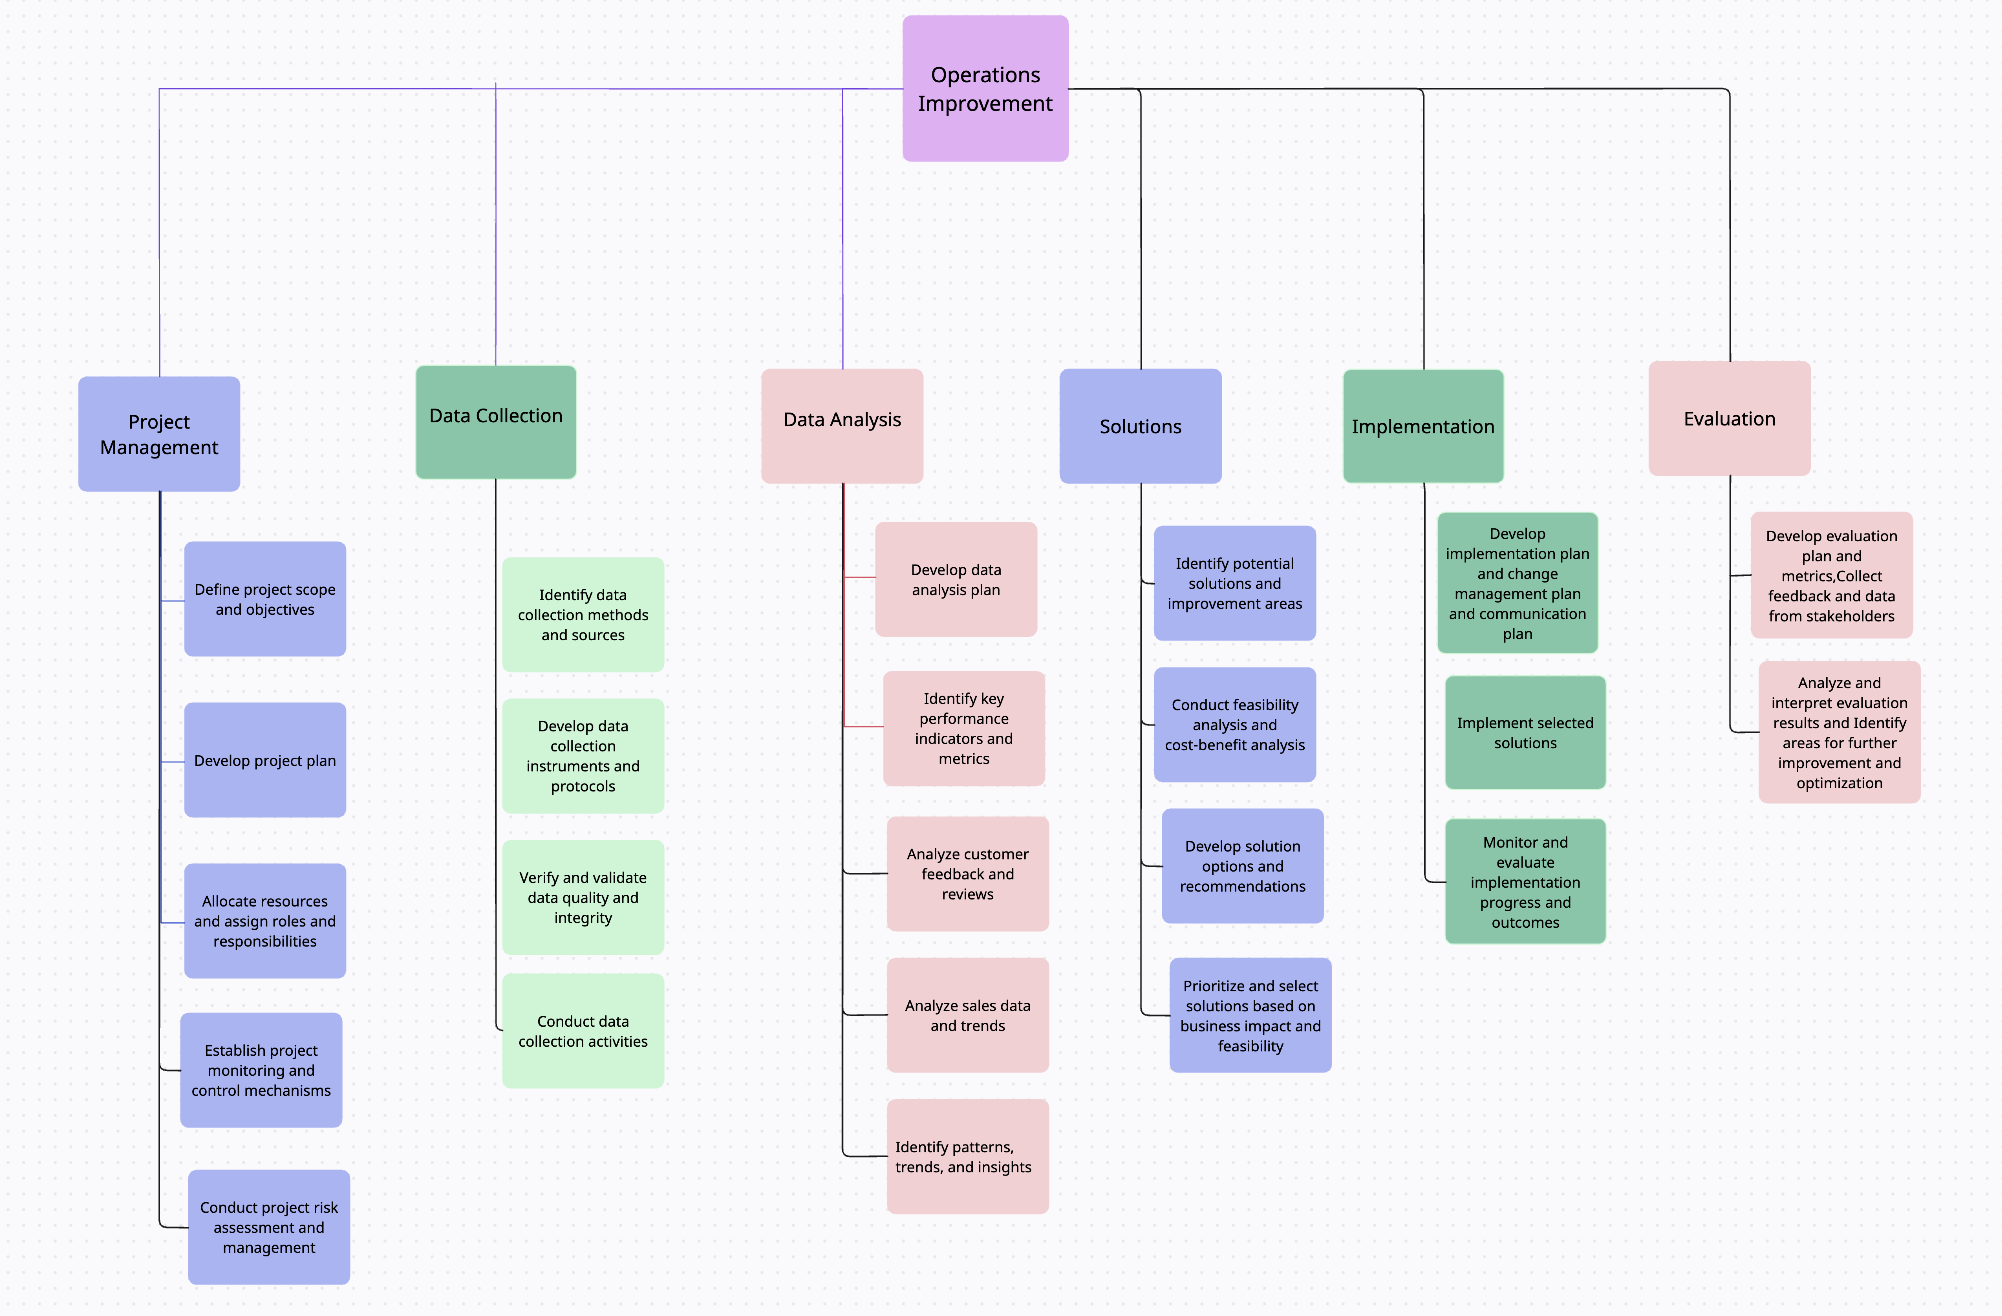 Operations
Improvement
Project
Management
Define project scope
and objectives
Develop project plan
Allocate resources
and assign roles and
responsibilities
Establish project
monitoring and
control mechanisms
Conduct project risk
assessment and
management
Data Collection
Identify data
collection methods
and sources
Develop data
collection
instruments and
protocols
Verify and validate
data quality and
integrity
Conduct data
collection activities
Data Analysis
Develop data
analysis plan
Identify key
performance
indicators and
metrics
Analyze customer
feedback and
reviews
Analyze sales data
and trends
Identify patterns,
trends, and insights
Solutions
Identify potential
solutions and
improvement areas
Conduct feasibility
analysis and
cost-benefit analysis
Develop solution
options and
recommendations
Prioritize and select
solutions based on
business impact and
feasibility
Implementation
Develop
implementation plan
and change
management plan
and communication
plan
Implement selected
solutions
Monitor and
evaluate
implementation
progress and
outcomes
Evaluation
Develop evaluation
plan and
metrics,Collect
feedback and data
from stakeholders
Analyze and
interpret evaluation
results and Identify
areas for further
improvement and
optimization